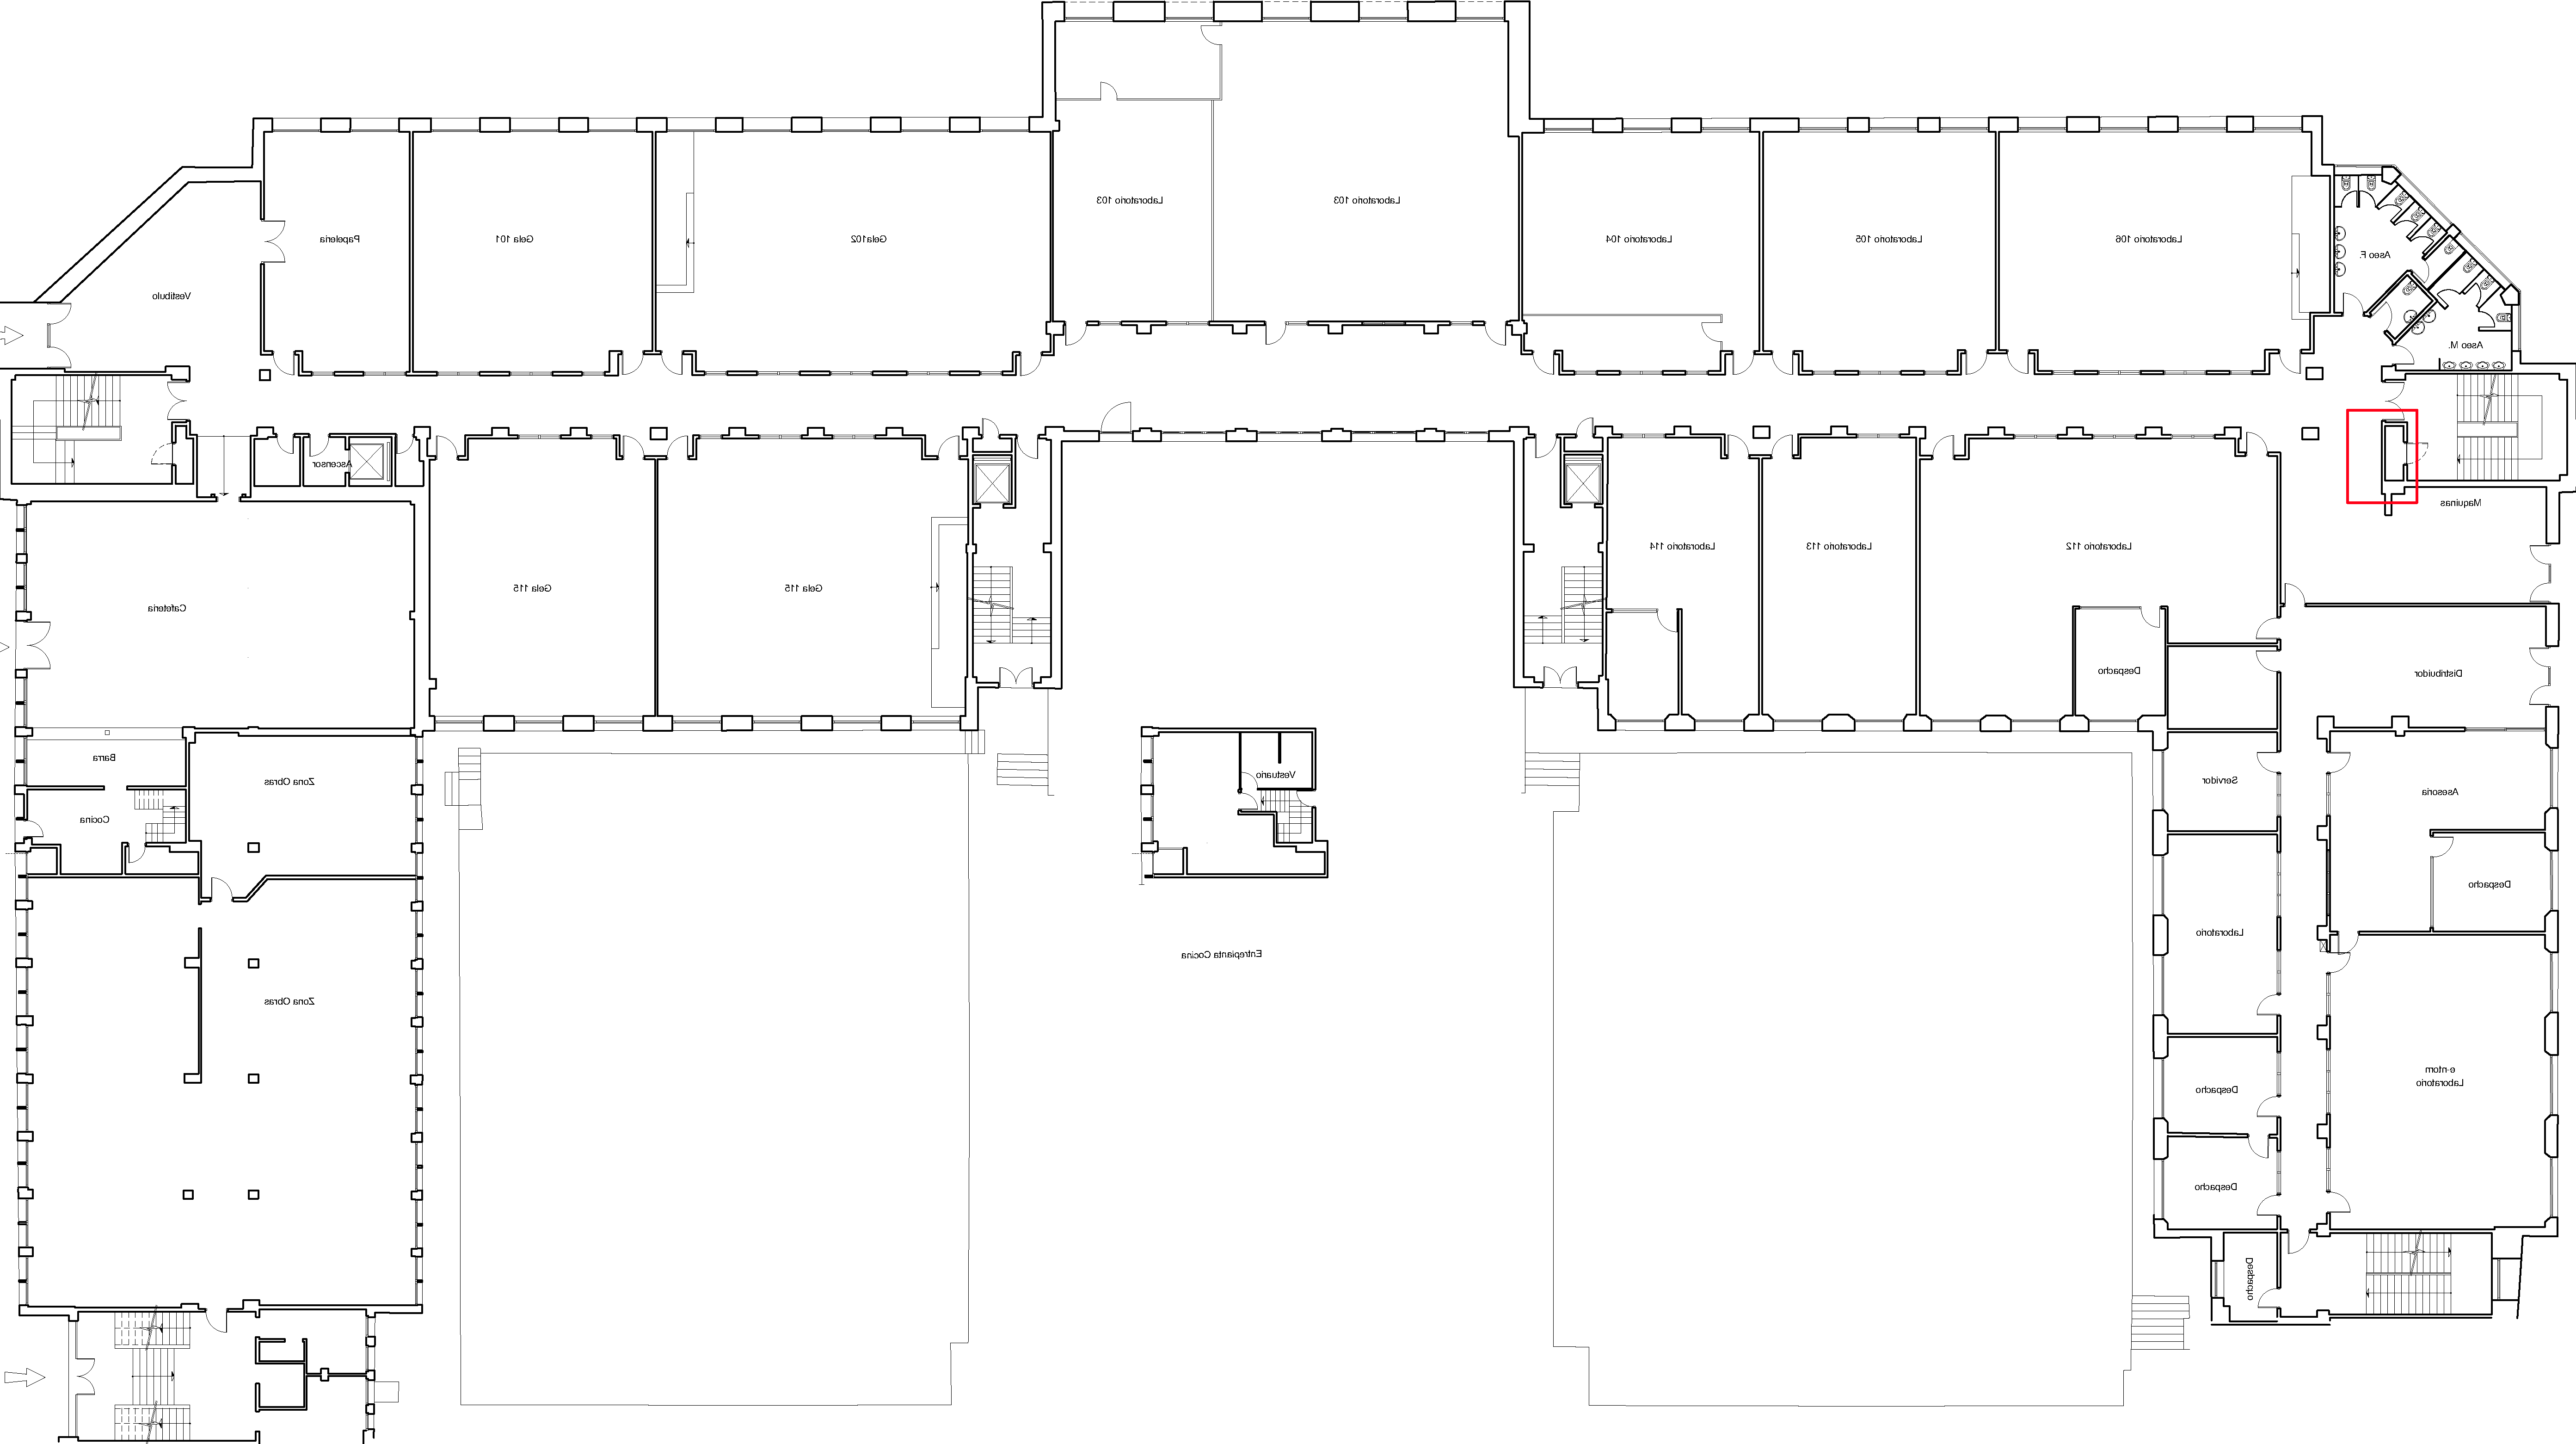 Laboratorio 103
Laboratorio 103
Papeleria
Gela 101
Gela102
Laboratorio 104
Laboratorio 105
Laboratorio 106
Aseo F.
Vestibulo
Aseo M.
Ascensor
Maquinas
Cafeteria
Gela 115
Gela 115
Laboratorio 114
Laboratorio 113
Laboratorio 112
Despacho
Distribuidor
Barra
Zona Obras
Vestuario
Servidor
Asesoria
Cocina
Despacho
Laboratorio
Entreplanta Cocina
Zona Obras
e-ntorn
Laboratorio
Despacho
Despacho
Despacho